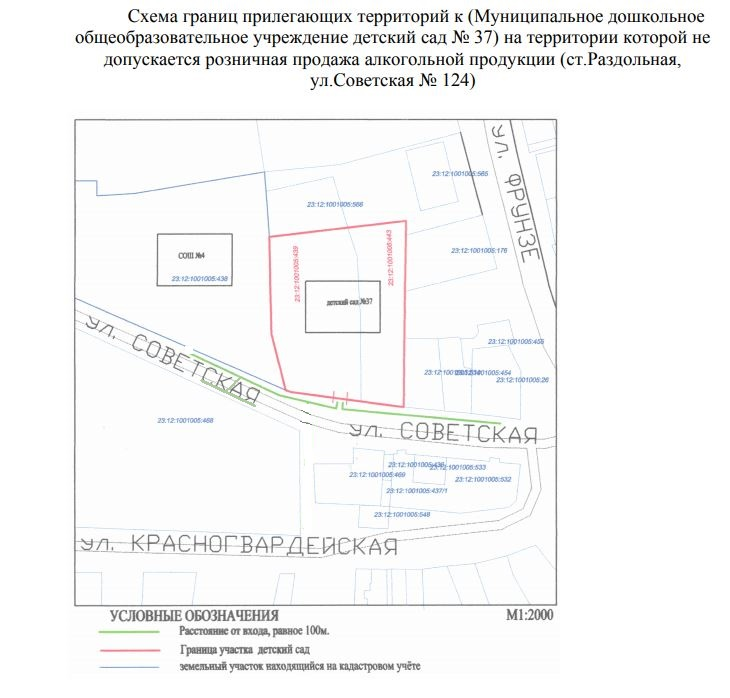 Схема границ прилегающих территорий к (Муниципальное дошкольное
общеобразовательное учреждение детский сад № 37) на территории которой не
допускается розничная продажа алкогольной продукции (ст.Раздольная,
ул.Советская № 124)
УЛ. ФРУНЗЕ
23:12:1001005:565
23:12:1001005:566
23:12:1001005:176
СОШ №4
23:12:1001005:438
23:12:1001005:439
23:12:1001005:443
детский сад №37
УЛ. СОВЕТСКАЯ
23:12:1001005:455
23:12:1001005:454
23:12:1001005:26
23:12:1001005:468
УЛ. СОВЕТСКАЯ
23:12:1001005:436
23:12:1001005:533
23:12:1001005:469
23:12:1001005:532
23:12:1001005:437/1
23:12:1001005:548
УЛ. КРАСНОГВАРДЕЙСКАЯ
УСЛОВНЫЕ ОБОЗНАЧЕНИЯ
М1:2000
Расстояние от входа, равное 100м.
Граница участка детский сад
земельный участок находящийся на кадастровом учёте